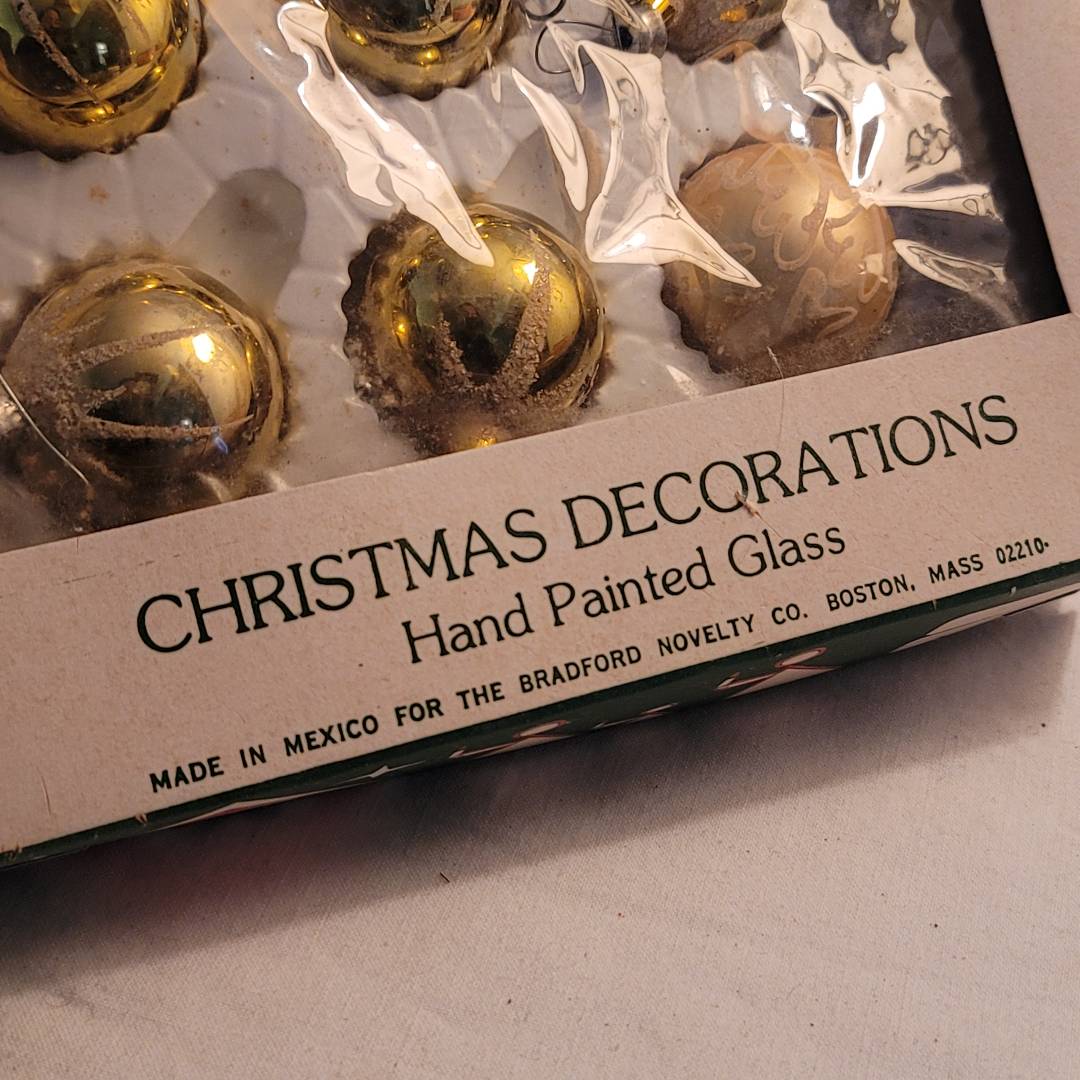 CHRISTMAS DECORATIONS
Hand Painted Glass
MADE IN MEXICO FOR THE BRADFORD NOVELTY CO. BOSTON, MASS 02210.